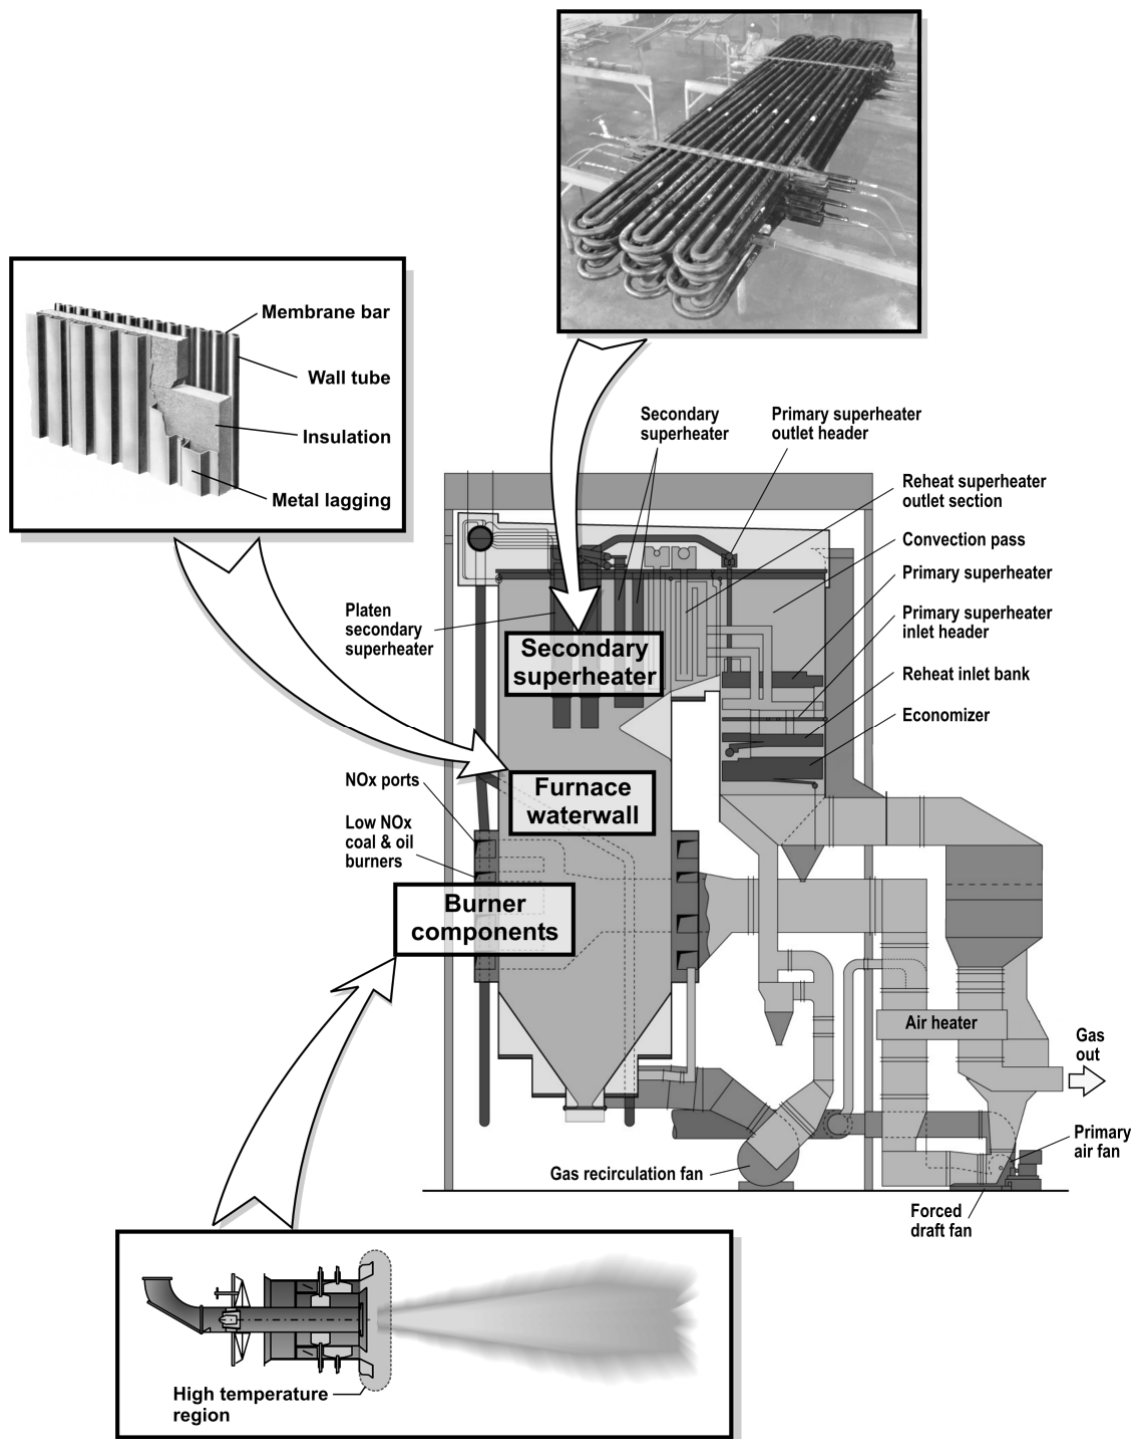 Membrane bar
Wall tube
Insulation
Metal lagging
Secondary
superheater
Primary superheater
outlet header
Reheat superheater
outlet section
Convection pass
Primary superheater
Primary superheater
inlet header
Reheat inlet bank
Economizer
Platen
secondary
superheater
Secondary
superheater
NOx ports
Furnace
waterwall
Low NOx
coal & oil
burners
Burner
components
Air heater
Gas
out
Primary
air fan
Gas recirculation fan
Forced
draft fan
High temperature
region